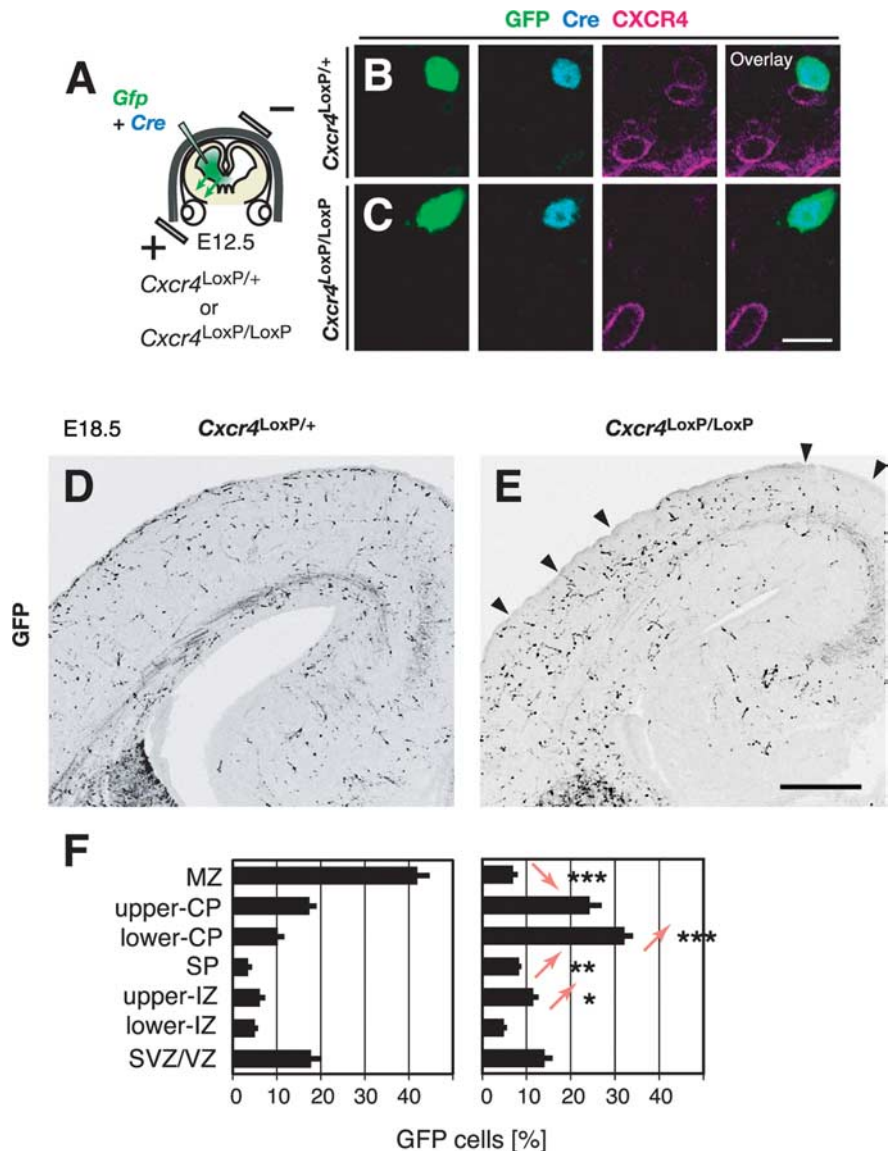 GFP Cre CXCR4
A
Gfp
+ Cre
−
+
E12.5
Cxcr4LoxP/+
or
Cxcr4LoxP/LoxP
Cxcr4LoxP/+
B
Overlay
Cxcr4LoxP/LoxP
C
E18.5
Cxcr4LoxP/+
Cxcr4LoxP/LoxP
GFP
D
E
F
MZ
***
upper-CP
lower-CP
***
SP
**
upper-IZ
*
lower-IZ
SVZ/VZ
0 10 20 30 40
0 10 20 30 40
GFP cells [%]